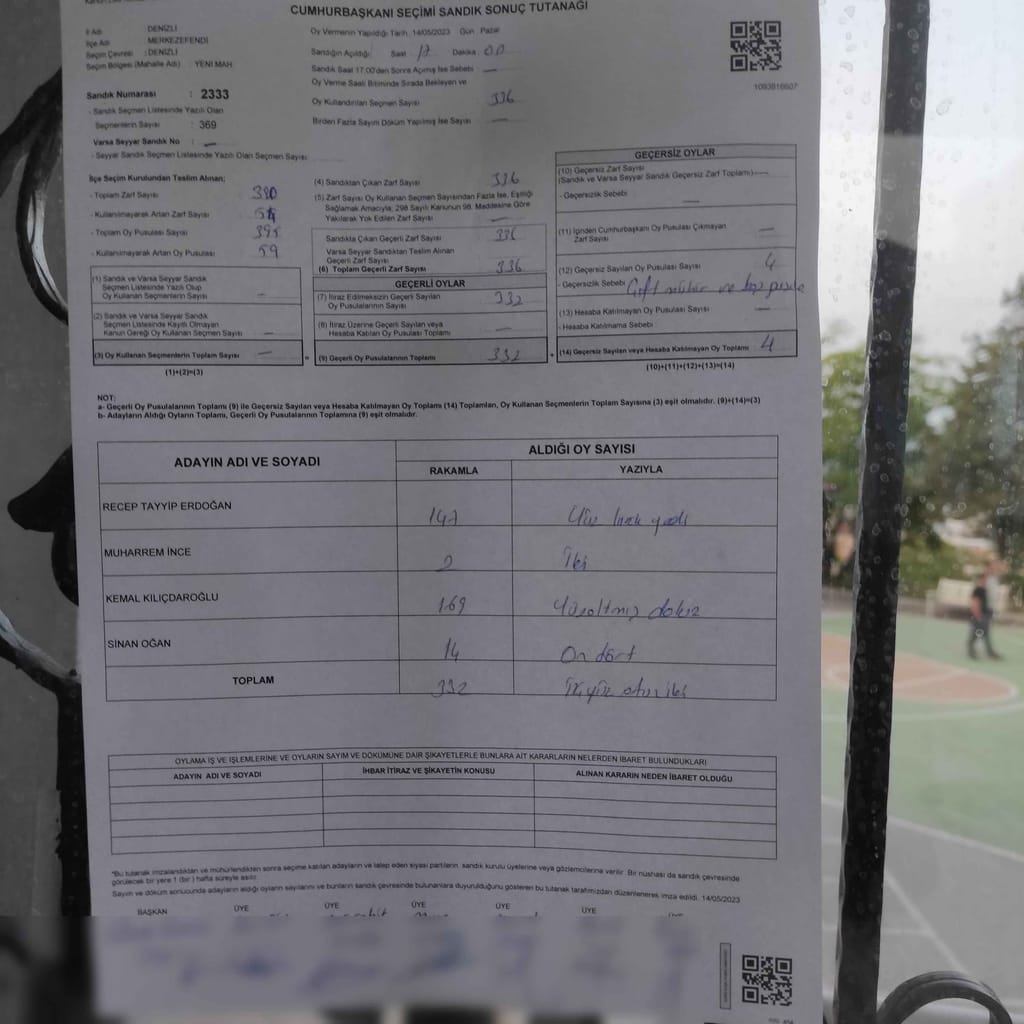 CUMHURBAŞKANI SEÇİMİ SANDIK SONUÇ TUTANAĞI
İl Adı DENİZLİ
İlçe Adı MERKEZEFENDİ
Seçim Çevresi : DENİZLİ
Seçim Bölgesi (Mahalle Adı) : YENİ MAH
Oy Vermenin Yapıldığı Tarih: 14/05/2023 Gün Pazar
Sandığın Açıldığı: Saat 17 Dakika 00
Sandık Saat 17.00'den Sonra Açımış İse Sebebi —
Oy Verme Saati Bitiminde Sırada Bekleyen ve
Oy Kullandırılan Seçmen Sayısı 336
Birden Fazla Sayım Döküm Yapılmış İse Sayısı —
1093816607
Sandık Numarası : 2333
- Sandık Seçmen Listesinde Yazılı Olan
Seçmenlerin Sayısı : 369
Varsa Seyyar Sandık No : —
- Seyyar Sandık Seçmen Listesinde Yazılı Olan Seçmen Sayısı
İlçe Seçim Kurulundan Teslim Alınan;
- Toplam Zarf Sayısı 390
- Kullanılmayarak Artan Zarf Sayısı
- Toplam Oy Pusulası Sayısı 395
- Kullanılmayarak Artan Oy Pusulası 59
(1) Sandık ve Varsa Seyyar Sandık
Seçmen Listesinde Yazılı Olup
Oy Kullanan Seçmenlerin Sayısı —
(2) Sandık ve Varsa Seyyar Sandık
Seçmen Listesinde Kayıtlı Olmayan
Kanun Gereği Oy Kullanan Seçmen Sayısı —
(3) Oy Kullanan Seçmenlerin Toplam Sayısı —
(1)+(2)=(3)
(4) Sandıktan Çıkan Zarf Sayısı 336
(5) Zarf Sayısı Oy Kullanan Seçmen Sayısından Fazla İse, Eşitliği
Sağlamak Amacıyla; 298 Sayılı Kanunun 98. Maddesine Göre
Yakılarak Yok Edilen Zarf Sayısı —
Sandıkta Çıkan Geçerli Zarf Sayısı 336
Varsa Seyyar Sandıktan Teslim Alınan
Geçerli Zarf Sayısı
(6) Toplam Geçerli Zarf Sayısı 336
GEÇERLİ OYLAR
(7) İtiraz Edilmeksizin Geçerli Sayılan
Oy Pusulalarının Sayısı 332
(8) İtiraz Üzerine Geçerli Sayılan veya
Hesaba Katılan Oy Pusulası Toplamı —
= (9) Geçerli Oy Pusulalarının Toplamı 332
GEÇERSİZ OYLAR
(10) Geçersiz Zarf Sayısı
(Sandık ve Varsa Seyyar Sandık Geçersiz Zarf Toplamı) —
- Geçersizlik Sebebi —
(11) İçinden Cumhurbaşkanı Oy Pusulası Çıkmayan
Zarf Sayısı —
(12) Geçersiz Sayılan Oy Pusulası Sayısı 4
- Geçersizlik Sebebi Çift mühür ve boş pusula
(13) Hesaba Katılmayan Oy Pusulası Sayısı —
- Hesaba Katılmama Sebebi
+ (14) Geçersiz Sayılan veya Hesaba Katılmayan Oy Toplamı 4
(10)+(11)+(12)+(13)=(14)
NOT:
a- Geçerli Oy Pusulalarının Toplamı (9) ile Geçersiz Sayılan veya Hesaba Katılmayan Oy Toplamı (14) Toplamları, Oy Kullanan Seçmenlerin Toplam Sayısına (3) eşit olmalıdır. (9)+(14)=(3)
b- Adayların Aldığı Oyların Toplamı, Geçerli Oy Pusulalarının Toplamına (9) eşit olmalıdır.
ADAYIN ADI VE SOYADI ALDIĞI OY SAYISI
RAKAMLA YAZIYLA
RECEP TAYYİP ERDOĞAN 147 Yüz kırk yedi
MUHARREM İNCE 2 İki
KEMAL KILIÇDAROĞLU 169 Yüzaltmış dokuz
SİNAN OĞAN 14 On dört
TOPLAM 332 otuz iki
OYLAMA İŞ VE İŞLEMLERİNE VE OYLARIN SAYIM VE DÖKÜMÜNE DAİR ŞİKAYETLERLE BUNLARA AİT KARARLARIN NELERDEN İBARET BULUNDUKLARI
ADAYIN ADI VE SOYADI İHBAR İTİRAZ VE ŞİKAYETİN KONUSU ALINAN KARARIN NEDEN İBARET OLDUĞU
*Bu tutanak imzalandıktan ve mühürlendikten sonra seçime katılan adayların ve talep eden siyasi partilerin, sandık kurulu üyelerine veya gözlemcilerine verilir. Bir nüshası da sandık çevresinde
görülecek bir yere 1 (bir) hafta süreyle asılır.
Sayım ve döküm sonucunda adayların aldığı oyların sayılarını ve bunların sandık çevresinde bulunanlara duyurulduğunu gösteren bu tutanak tarafımızdan düzenlenerek imza edildi. 14/05/2023
BAŞKAN ÜYE ÜYE ÜYE ÜYE ÜYE